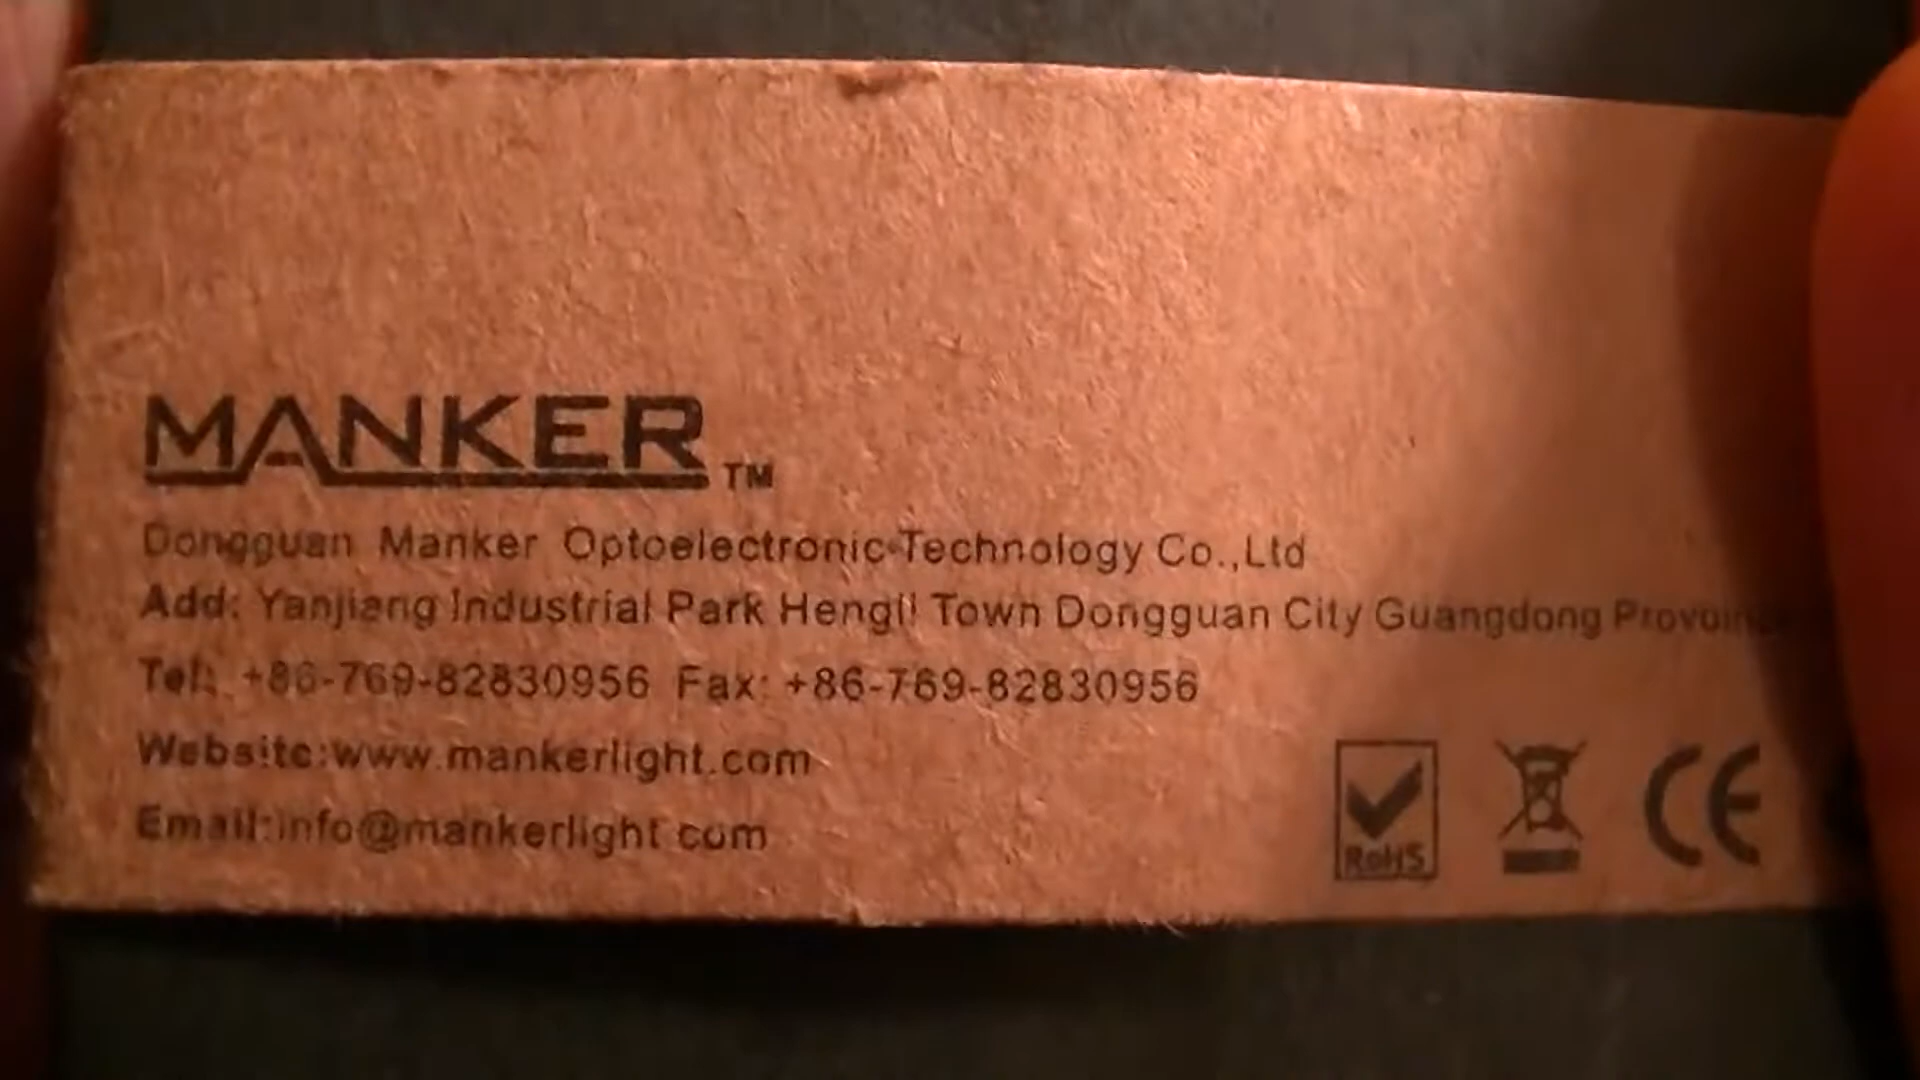 MANKER TM
Dongguan Manker Optoelectronic Technology Co.,Ltd
Add: Yanjiang Industrial Park Hengli Town Dongguan City Guangdong
Tel: +86-769-82830956 Fax: +86-769-82830956
Website:www.mankerlight.com
Email:info@mankerlight.com
RoHS
CE